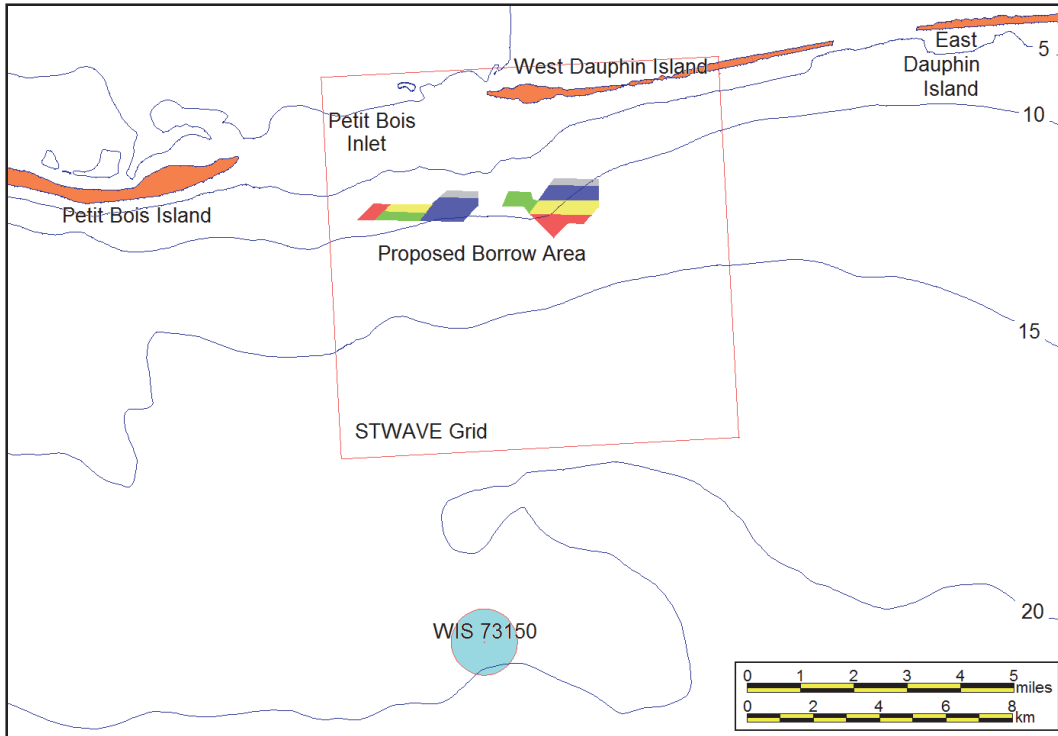 East
5
West Dauphin Island
Dauphin
Island
10
Petit Bois
Inlet
Petit Bois Island
Proposed Borrow Area
15
STWAVE Grid
20
WIS 73150
0 1 2 3 4 5
miles
0 2 4 6 8
km